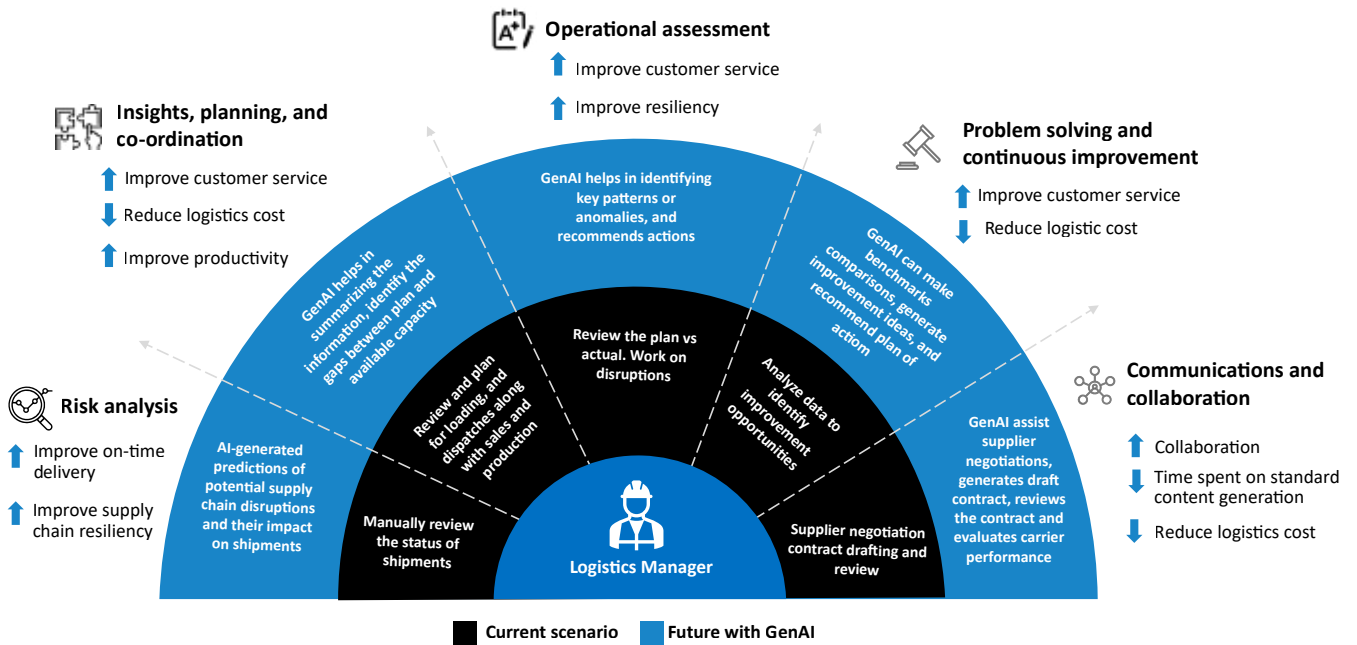 A+
Operational assessment
Improve customer service
Improve resiliency
Insights, planning, and
co-ordination
Improve customer service
Reduce logistics cost
Improve productivity
Problem solving and
continuous improvement
Improve customer service
Reduce logistic cost
Risk analysis
Improve on-time
delivery
Improve supply
chain resiliency
Communications and
collaboration
Collaboration
Time spent on standard
content generation
Reduce logistics cost
AI-generated
predictions of
potential supply
chain disruptions
and their impact
on shipments
GenAI helps in
summarizing the
information, identify the
gaps between plan and
available capacity
GenAI helps in identifying
key patterns or
anomalies, and
recommends actions
GenAI can make
benchmarks
comparisons, generate
improvement ideas, and
recommend plan of
actiom
GenAI assist
supplier
negotiations,
generates draft
contract, reviews
the contract and
evaluates carrier
performance
Manually review
the status of
shipments
Review and plan
for loading, and
dispatches along
with sales and
production
Review the plan vs
actual. Work on
disruptions
Analyze data to
identify
improvement
opportunities
Supplier negotiation
contract drafting and
review
Logistics Manager
Current scenario
Future with GenAI